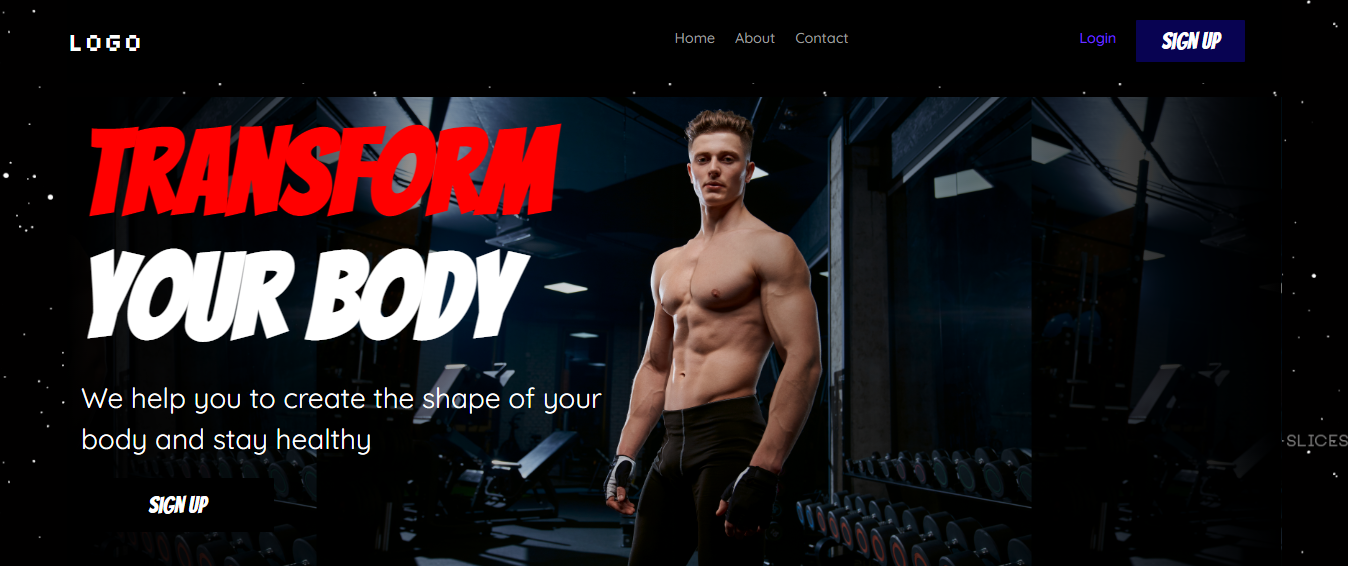 LOGO
Home About Contact
Login
SIGN UP
TRANSFORM
YOUR BODY
We help you to create the shape of your
body and stay healthy
SIGN UP
SLICES